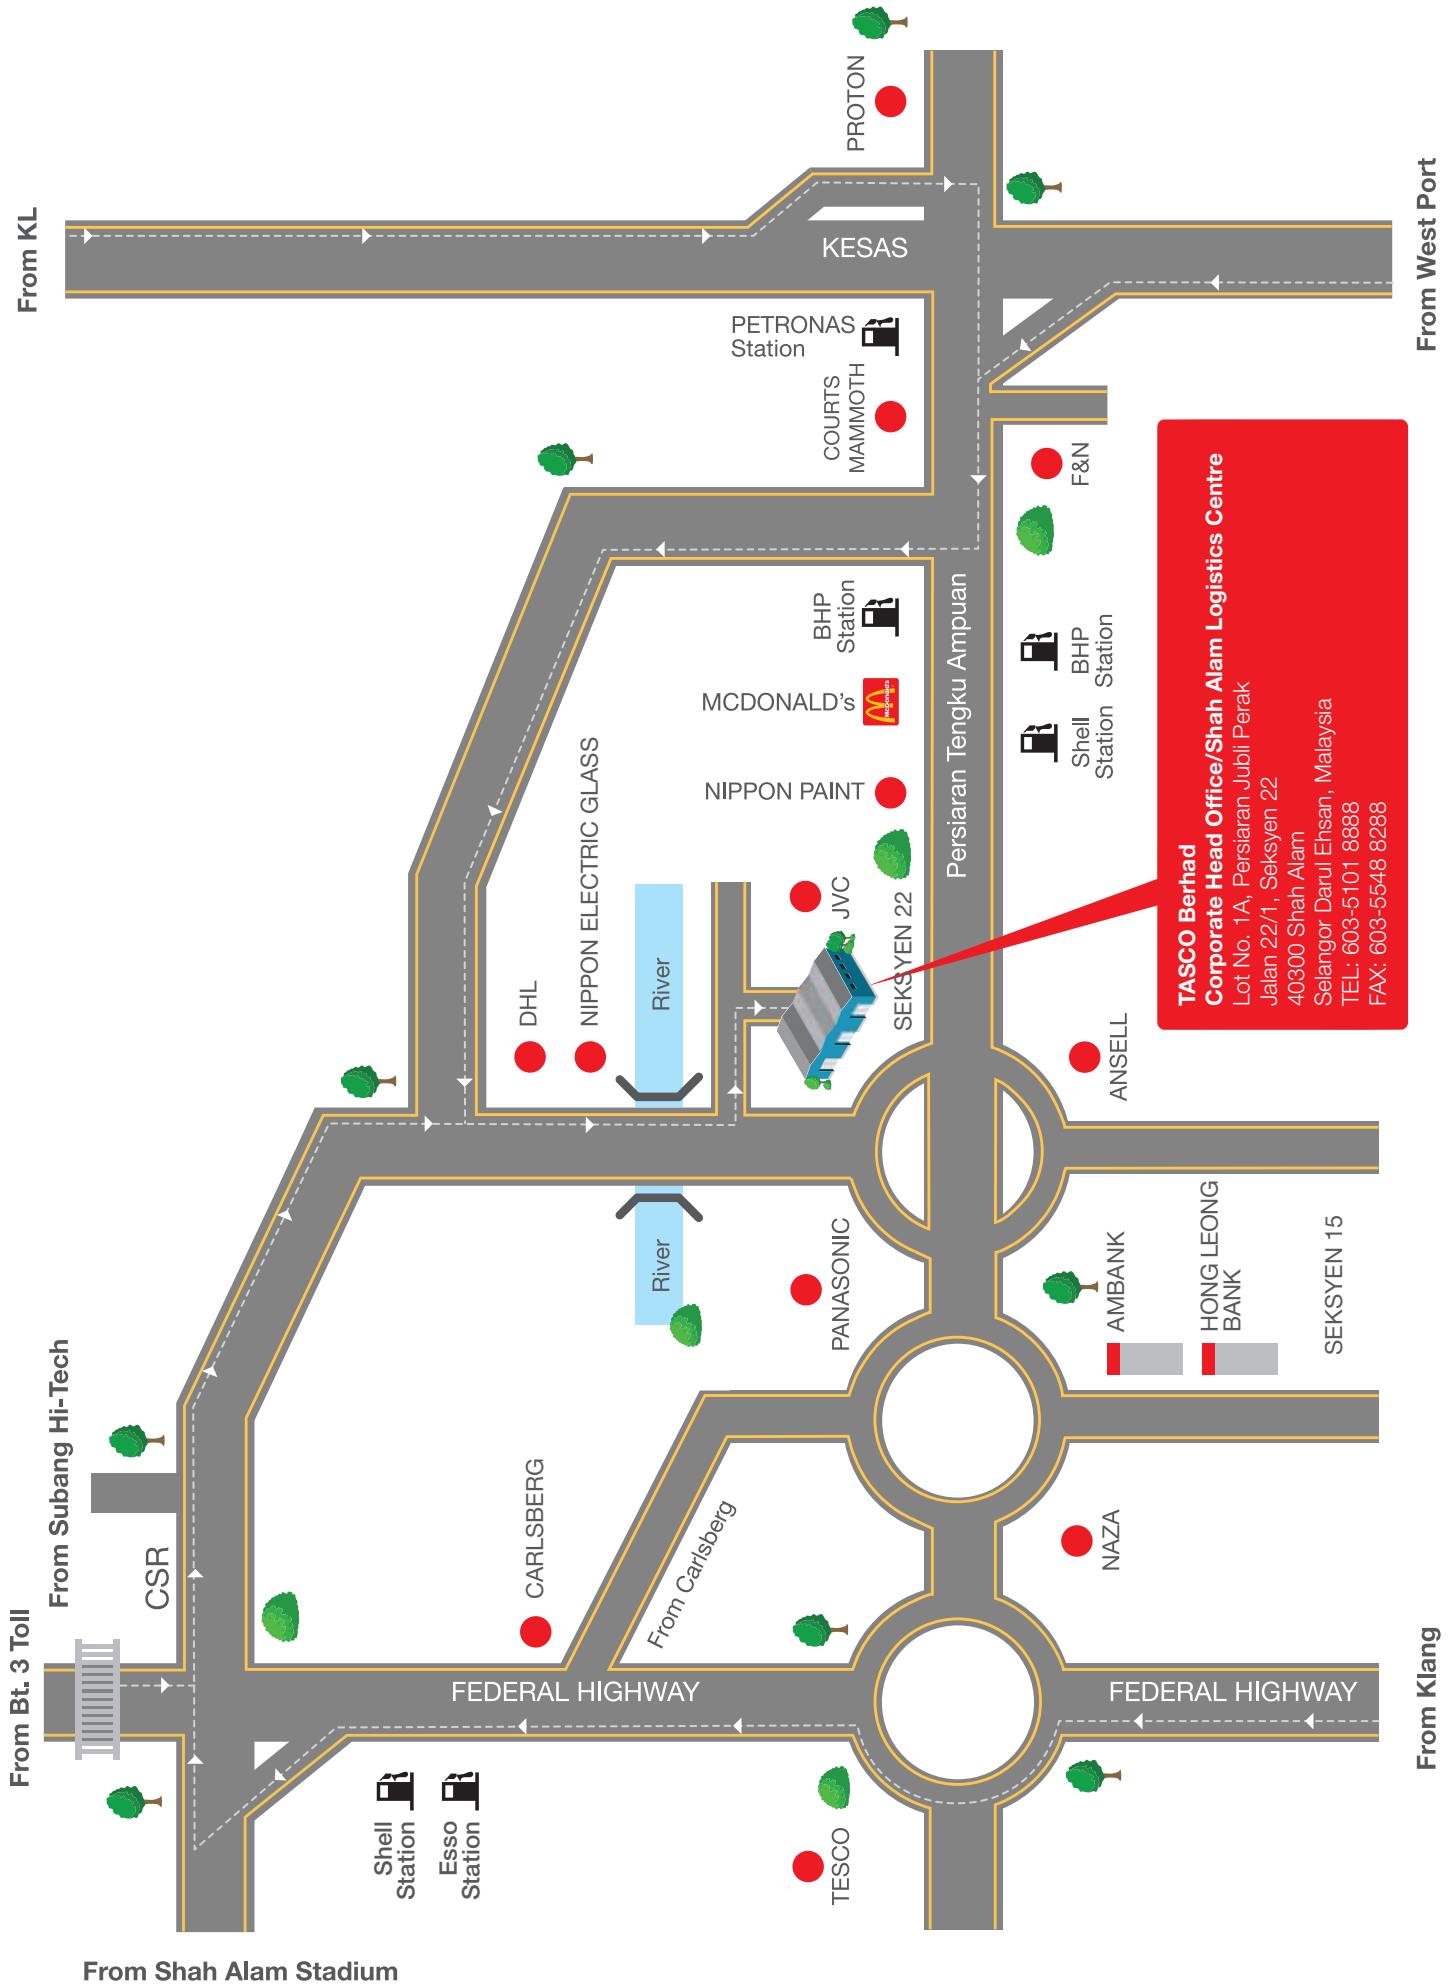 From Shah Alam Stadium
From Bt. 3 Toll
From Subang Hi-Tech
From KL
CSR
Shell
Station
Esso
Station
FEDERAL HIGHWAY
CARLSBERG
From Carlsberg
DHL
NIPPON ELECTRIC GLASS
River
River
KESAS
PETRONAS
Station
COURTS
MAMMOTH
PROTON
BHP
Station
MCDONALD's
McDonald's
NIPPON PAINT
JVC
SEKSYEN 22
PANASONIC
TESCO
Persiaran Tengku Ampuan
FEDERAL HIGHWAY
NAZA
AMBANK
HONG LEONG
BANK
SEKSYEN 15
ANSELL
Shell
Station
BHP
Station
F&N
TASCO Berhad
Corporate Head Office/Shah Alam Logistics Centre
Lot No. 1A, Persiaran Jubli Perak
Jalan 22/1, Seksyen 22
40300 Shah Alam
Selangor Darul Ehsan, Malaysia
TEL: 603-5101 8888
FAX: 603-5548 8288
From Klang
From West Port